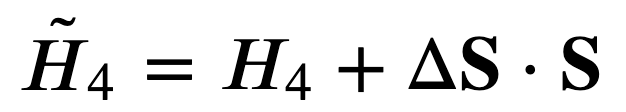 H̃₄ = H₄ + Δ𝐒 · 𝐒